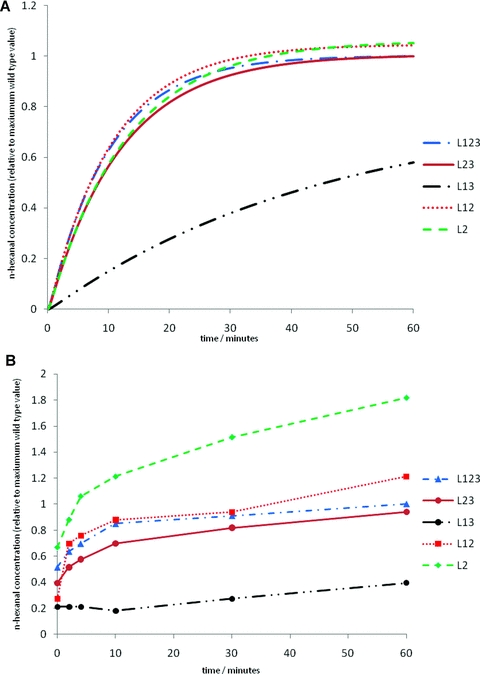 A
n-hexanal concentration (relative to maxiumum wild type value)
1.2
1
0.8
0.6
0.4
0.2
0
0
10
20
30
40
50
60
time / minutes
L123
L23
L13
L12
L2
B
n-hexanal concentration (relative to maxiumum wild type value)
2
1.8
1.6
1.4
1.2
1
0.8
0.6
0.4
0.2
0
0
10
20
30
40
50
60
time / minutes
L123
L23
L13
L12
L2